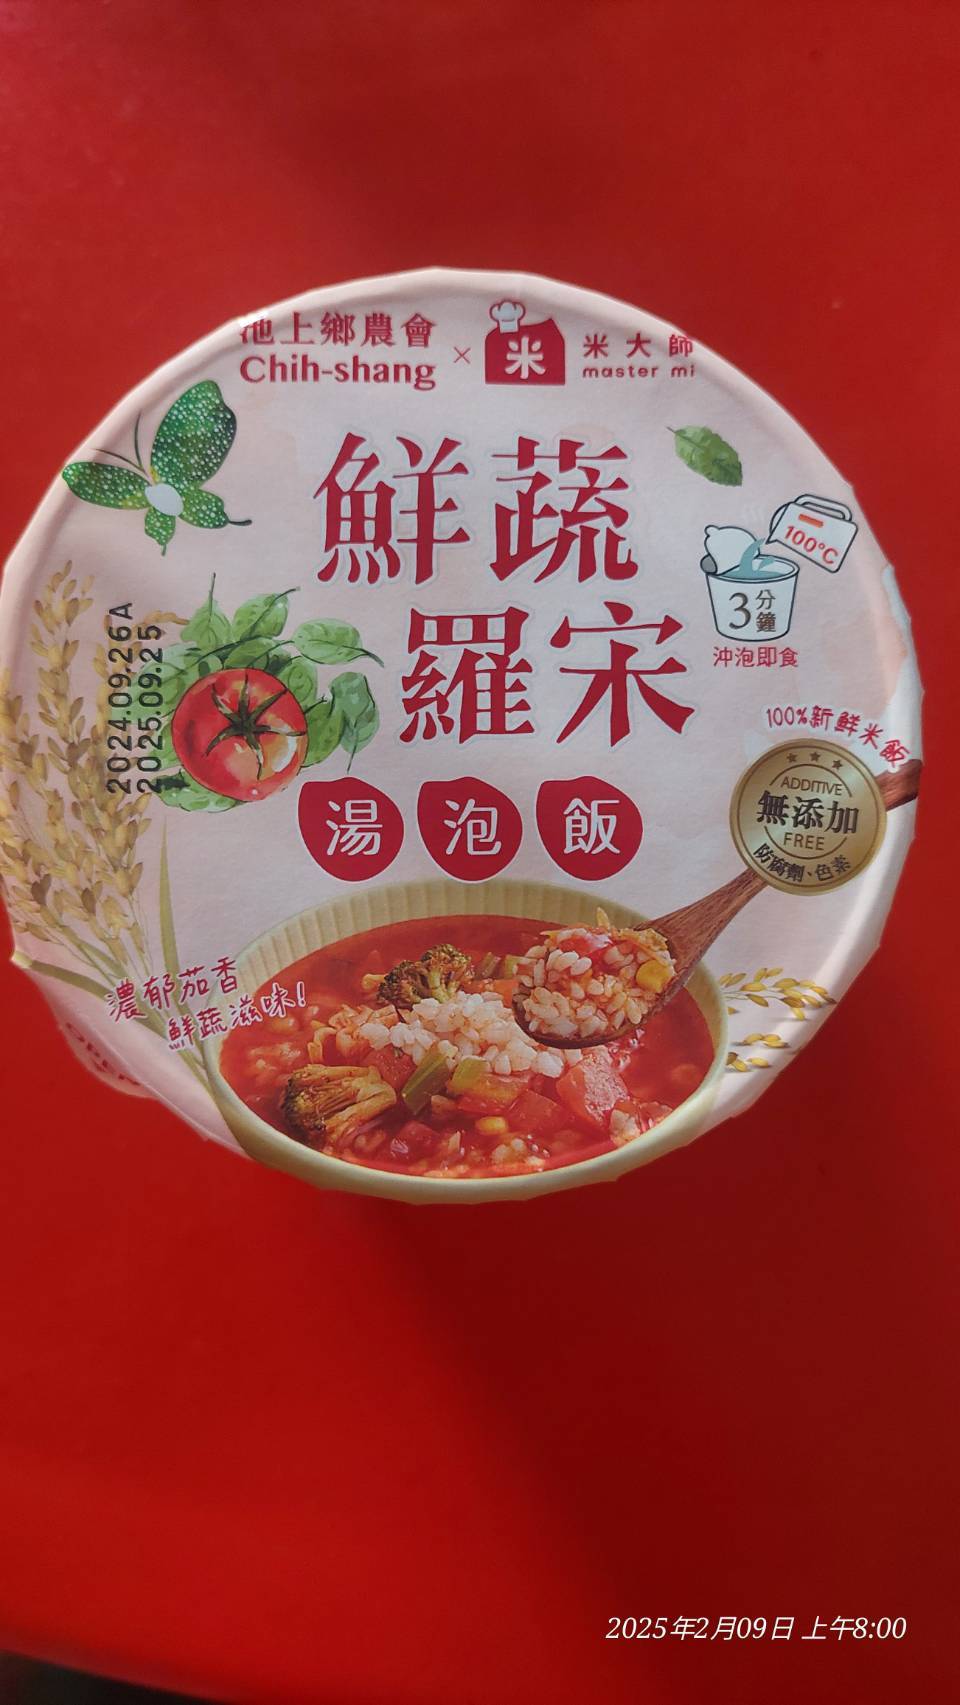 池上鄉農會
Chih-shang
×
米
米大師
master mi
鮮蔬
羅宋
湯泡飯
100°C
3分鐘
沖泡即食
2024.09.26A
2025.09.25
100%新鮮米飯
ADDITIVE
無添加
FREE
防腐劑、色素
濃郁茄香
鮮蔬滋味!
OPEN
2025年2月09日 上午8:00